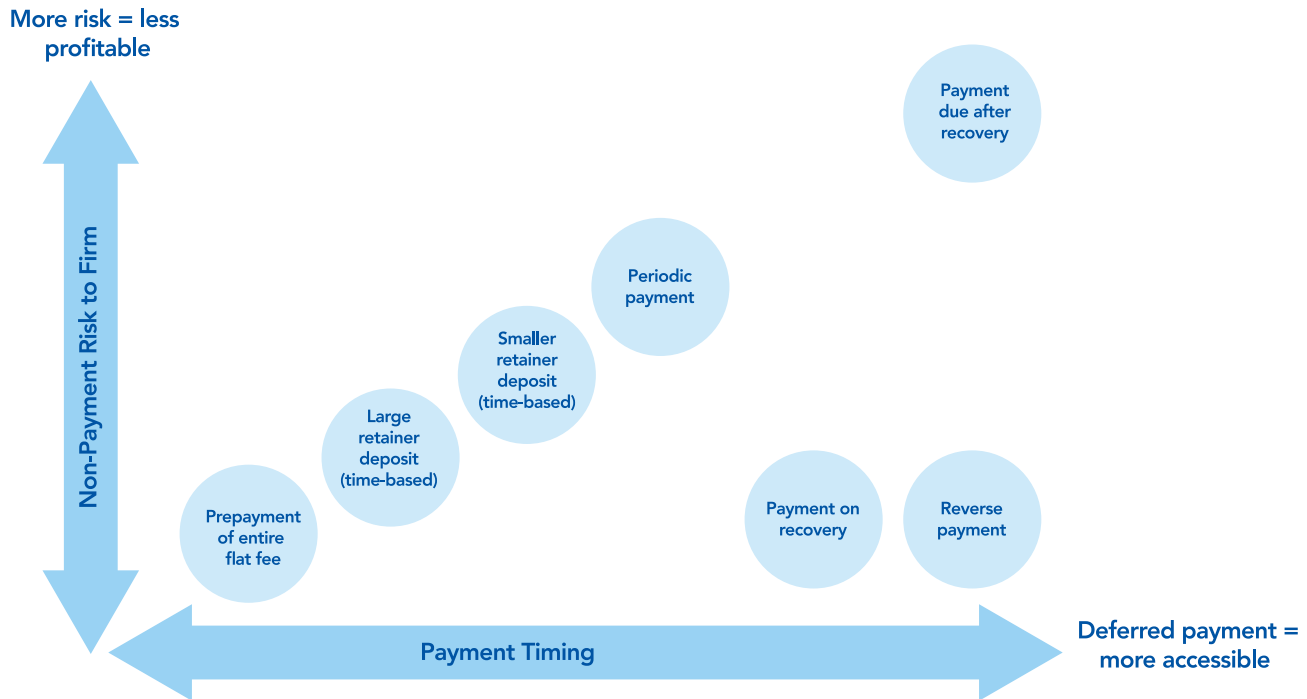 More risk = less
profitable
Non-Payment Risk to Firm
Payment
due after
recovery
Periodic
payment
Smaller
retainer
deposit
(time-based)
Large
retainer
deposit
(time-based)
Prepayment
of entire
flat fee
Payment on
recovery
Reverse
payment
Payment Timing
Deferred payment =
more accessible